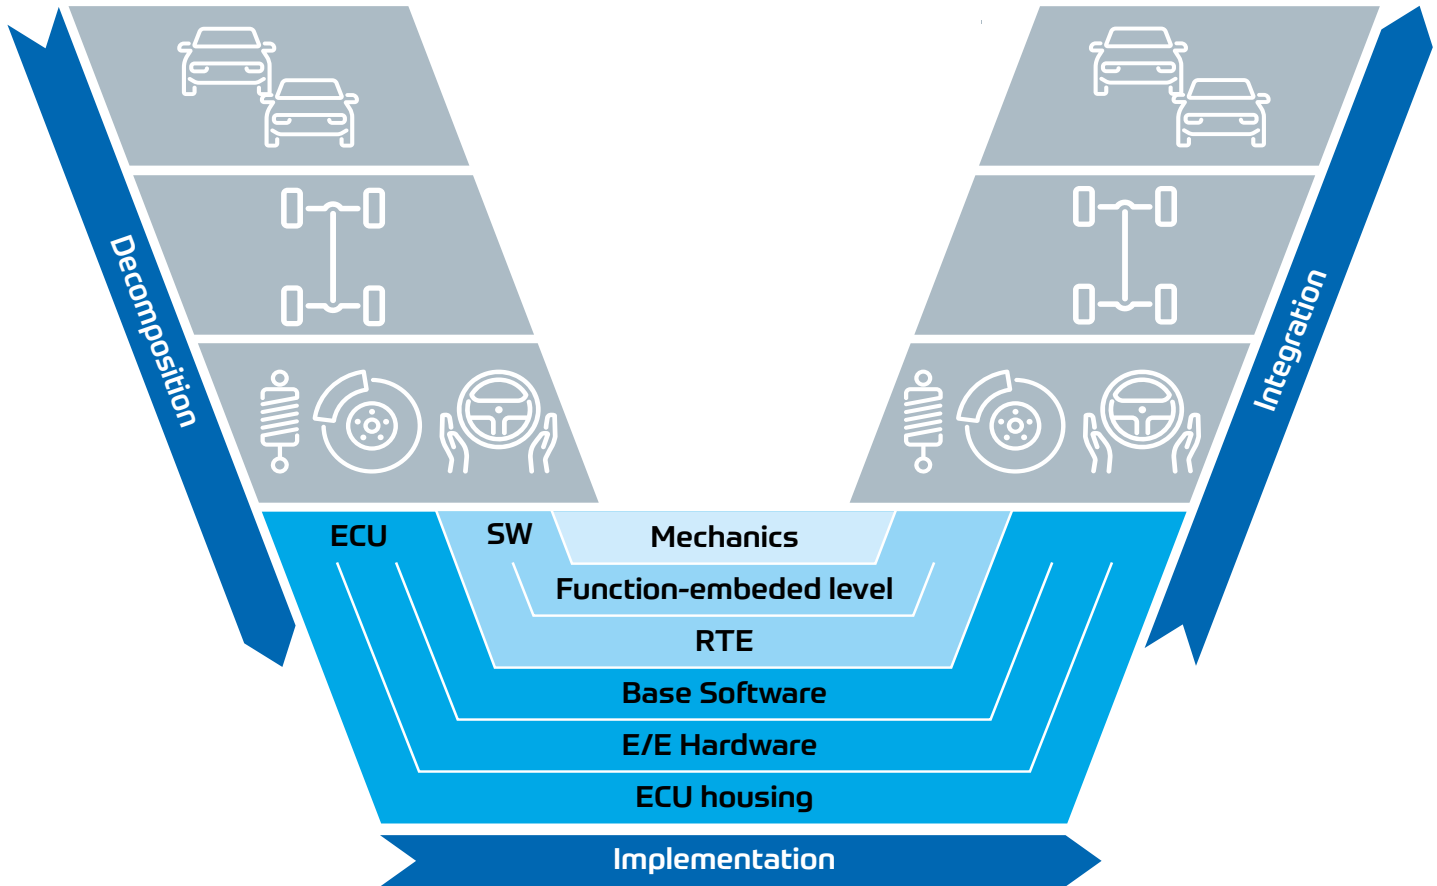 Decomposition
Integration
ECU
SW
Mechanics
Function-embeded level
RTE
Base Software
E/E Hardware
ECU housing
Implementation